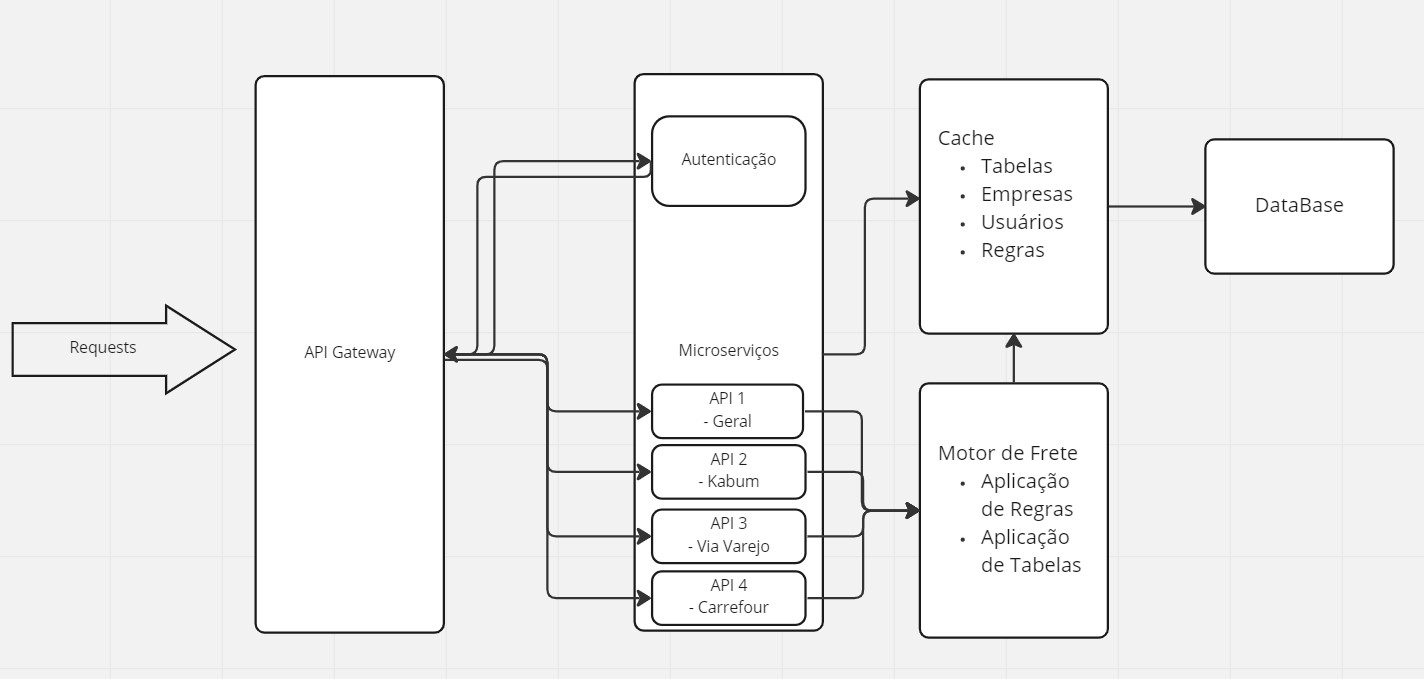 Requests
API Gateway
Autenticação
Microserviços
API 1
- Geral
API 2
- Kabum
API 3
- Via Varejo
API 4
- Carrefour
Cache
• Tabelas
• Empresas
• Usuários
• Regras
Motor de Frete
• Aplicação
de Regras
• Aplicação
de Tabelas
DataBase